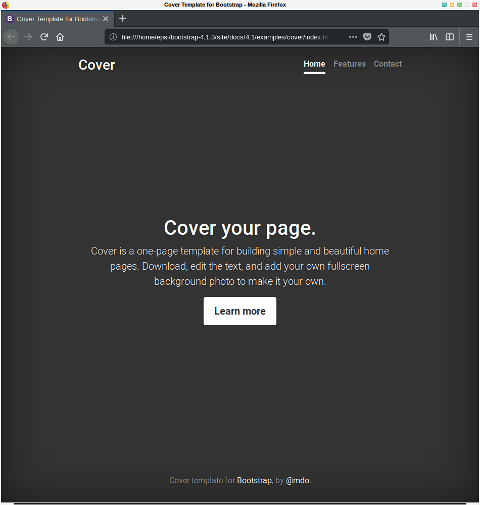 Cover Template for Bootstrap - Mozilla Firefox
B Cover Template for Bootstr
file:///home/epsi/bootstrap-4.1.3/site/docs/4.1/examples/cover/index.ht
Cover
Home Features Contact
Cover your page.
Cover is a one-page template for building simple and beautiful home
pages. Download, edit the text, and add your own fullscreen
background photo to make it your own.
Learn more
Cover template for Bootstrap, by @mdo.